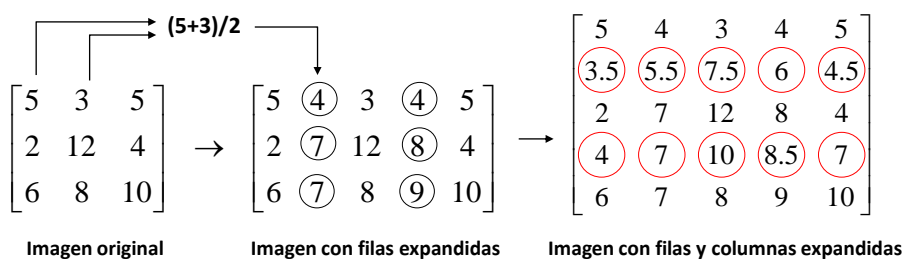 (5+3)/2
5 3 5
2 12 4
6 8 10
Imagen original
→
5 4 3 4 5
2 7 12 8 4
6 7 8 9 10
Imagen con filas expandidas
5 4 3 4 5
3.5 5.5 7.5 6 4.5
2 7 12 8 4
4 7 10 8.5 7
6 7 8 9 10
Imagen con filas y columnas expandidas